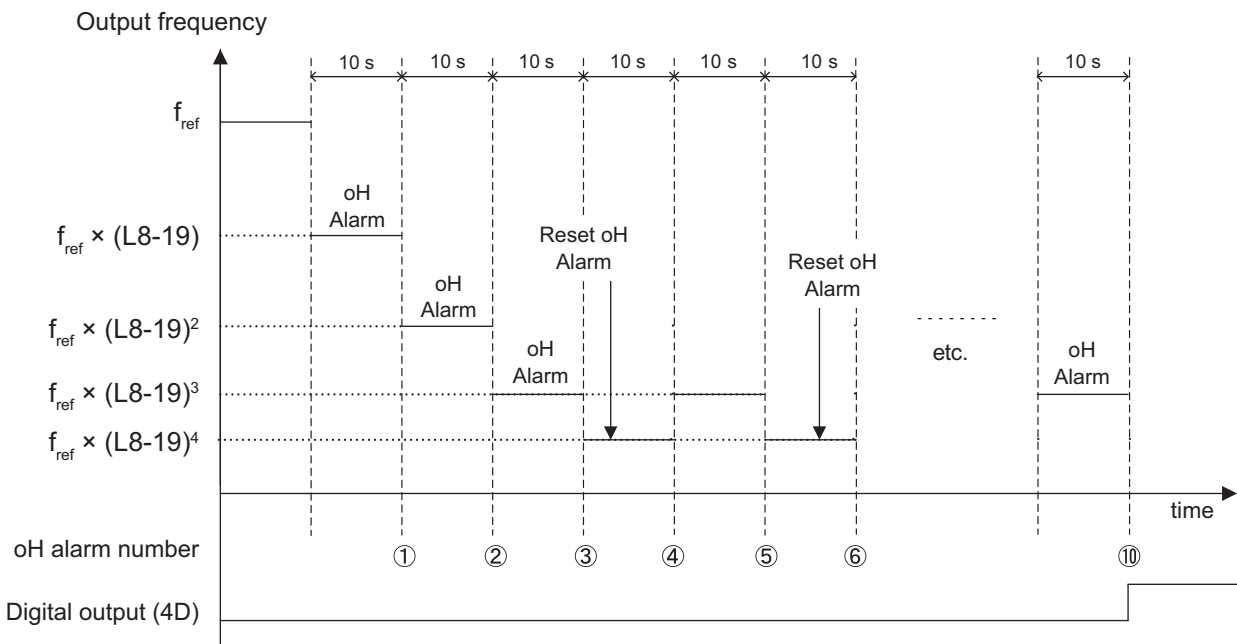 Output frequency
10 s 10 s 10 s 10 s 10 s 10 s 10 s
f_ref
oH
Alarm
f_ref × (L8-19)
Reset oH
Alarm
Reset oH
Alarm
oH
Alarm
f_ref × (L8-19)²
etc.
oH
Alarm
oH
Alarm
f_ref × (L8-19)³
f_ref × (L8-19)⁴
time
oH alarm number ① ② ③ ④ ⑤ ⑥ ⑩
Digital output (4D)